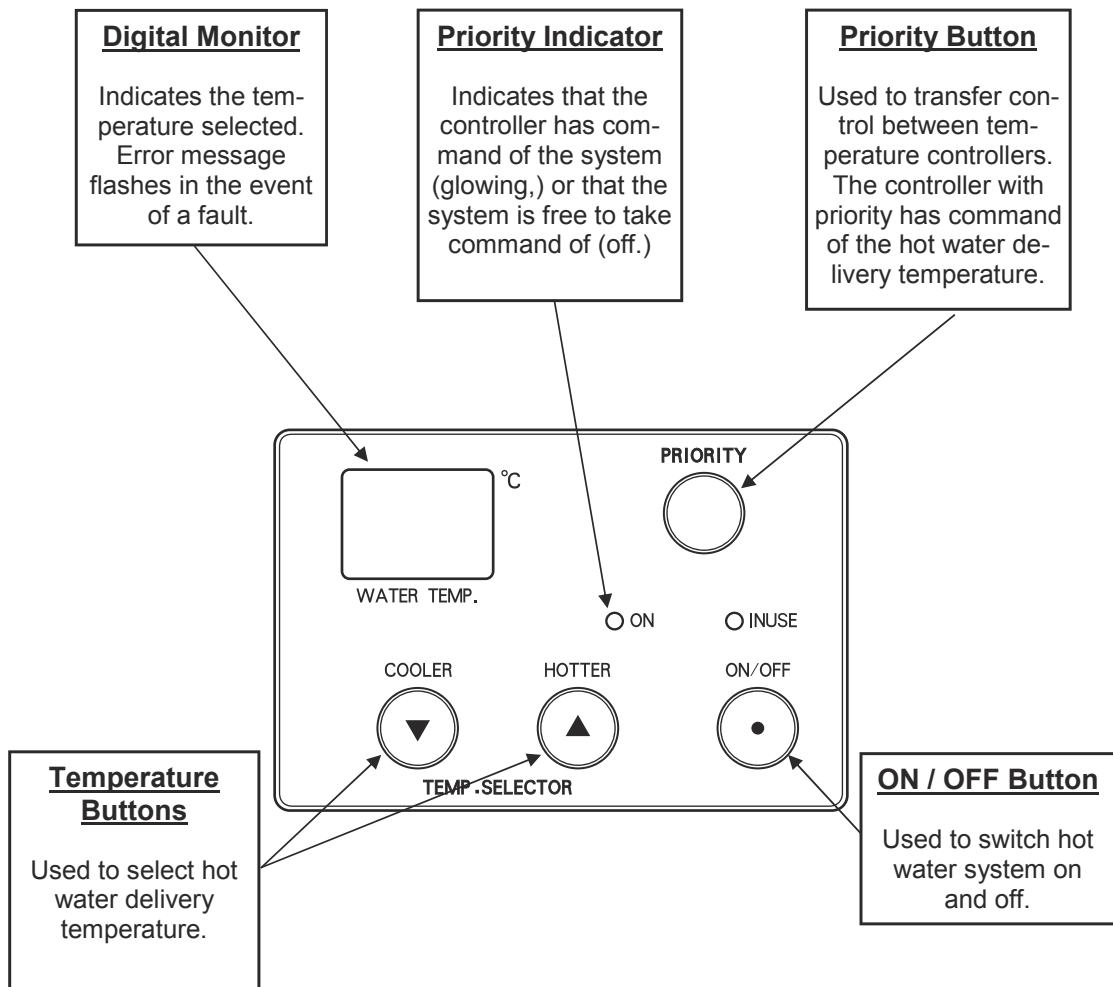 Digital Monitor
Indicates the tem-
perature selected.
Error message
flashes in the event
of a fault.
Priority Indicator
Indicates that the
controller has com-
mand of the system
(glowing,) or that the
system is free to take
command of (off.)
Priority Button
Used to transfer con-
trol between tem-
perature controllers.
The controller with
priority has command
of the hot water de-
livery temperature.
°C
PRIORITY
WATER TEMP.
ON
INUSE
COOLER
HOTTER
ON/OFF
TEMP.SELECTOR
Temperature
Buttons
Used to select hot
water delivery
temperature.
ON / OFF Button
Used to switch hot
water system on
and off.